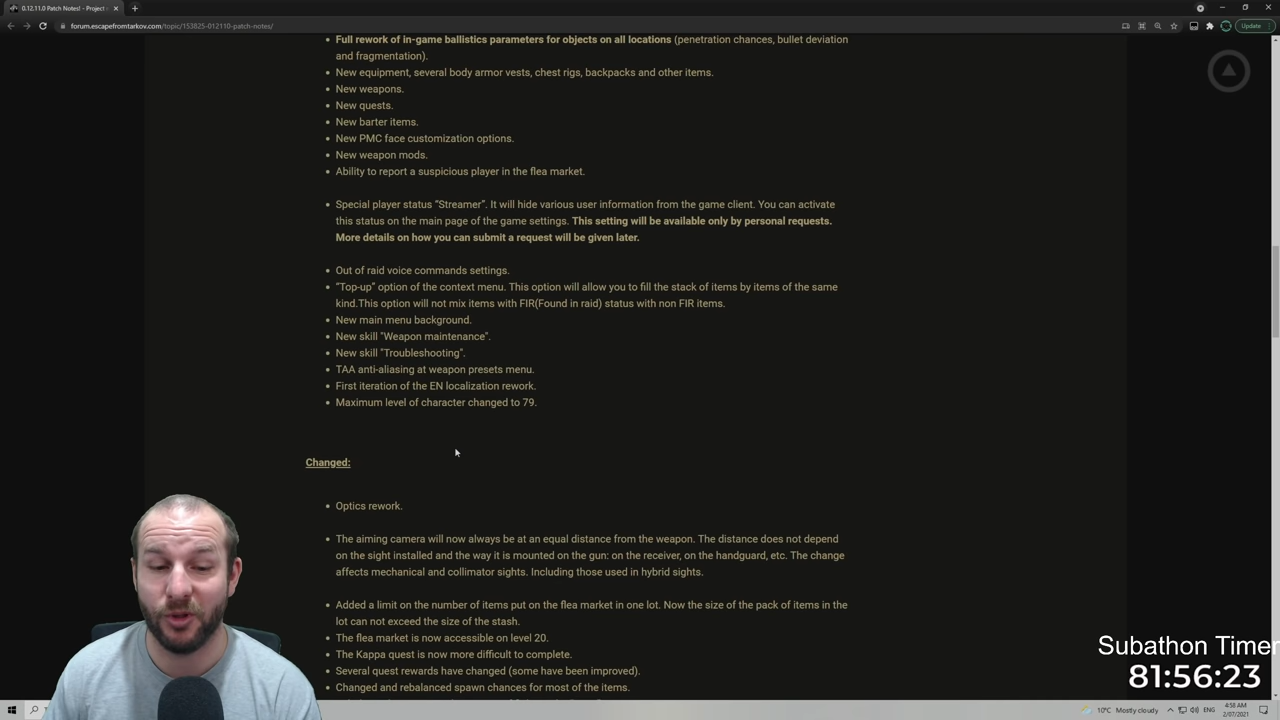 0.12.11.0 Patch Notes! - Project
forum.escapefromtarkov.com/topic/153825-012110-patch-notes/
Update
Full rework of in-game ballistics parameters for objects on all locations (penetration chances, bullet deviation
and fragmentation).
New equipment, several body armor vests, chest rigs, backpacks and other items.
New weapons.
New quests.
New barter items.
New PMC face customization options.
New weapon mods.
Ability to report a suspicious player in the flea market.
Special player status “Streamer”. It will hide various user information from the game client. You can activate
this status on the main page of the game settings. This setting will be available only by personal requests.
More details on how you can submit a request will be given later.
Out of raid voice commands settings.
“Top-up” option of the context menu. This option will allow you to fill the stack of items by items of the same
kind.This option will not mix items with FIR(Found in raid) status with non FIR items.
New main menu background.
New skill "Weapon maintenance".
New skill "Troubleshooting".
TAA anti-aliasing at weapon presets menu.
First iteration of the EN localization rework.
Maximum level of character changed to 79.
Changed:
Optics rework.
The aiming camera will now always be at an equal distance from the weapon. The distance does not depend
on the sight installed and the way it is mounted on the gun: on the receiver, on the handguard, etc. The change
affects mechanical and collimator sights. Including those used in hybrid sights.
Added a limit on the number of items put on the flea market in one lot. Now the size of the pack of items in the
lot can not exceed the size of the stash.
The flea market is now accessible on level 20.
The Kappa quest is now more difficult to complete.
Several quest rewards have changed (some have been improved).
Changed and rebalanced spawn chances for most of the items.
Subathon Timer
81:56:23
10°C Mostly cloudy
ENG
4:58 AM
2/07/2021